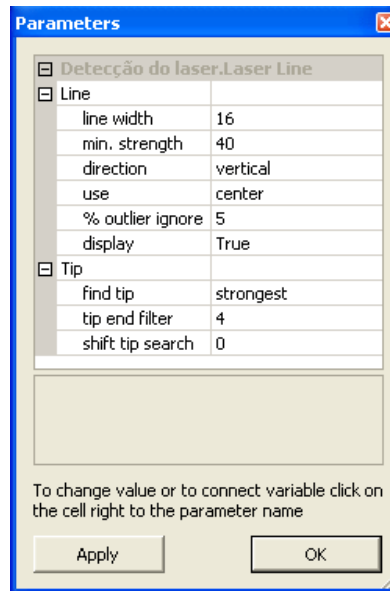 Parameters
Detecção do laser.Laser Line
Line
line width 16
min. strength 40
direction vertical
use center
% outlier ignore 5
display True
Tip
find tip strongest
tip end filter 4
shift tip search 0
To change value or to connect variable click on
the cell right to the parameter name
Apply OK